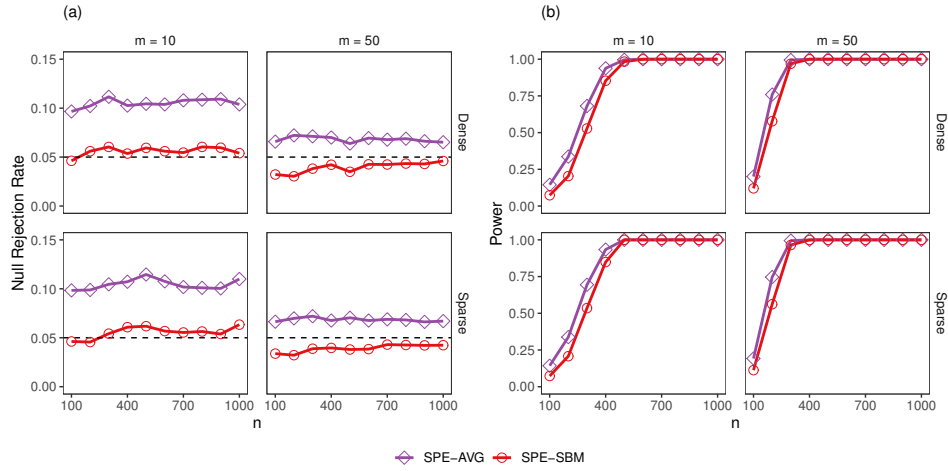 (a)
(b)
m = 10
m = 50
m = 10
m = 50
Null Rejection Rate
0.15
0.10
0.05
0.00
Dense
0.15
0.10
0.05
0.00
Sparse
100
400
700
1000
100
400
700
1000
n
Power
1.00
0.75
0.50
0.25
0.00
Dense
1.00
0.75
0.50
0.25
0.00
Sparse
100
400
700
1000
100
400
700
1000
n
SPE−AVG
SPE−SBM